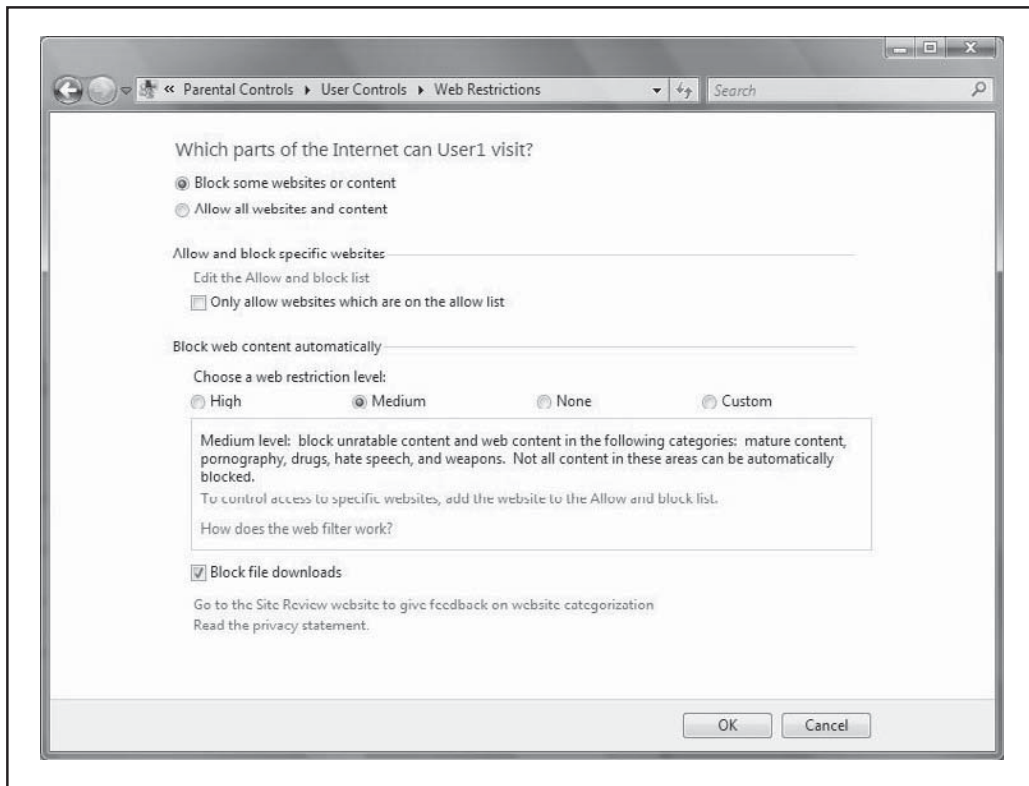 « Parental Controls ▸ User Controls ▸ Web Restrictions
Search
Which parts of the Internet can User1 visit?
Block some websites or content
Allow all websites and content
Allow and block specific websites
Edit the Allow and block list
Only allow websites which are on the allow list
Block web content automatically
Choose a web restriction level:
High Medium None Custom
Medium level: block unratable content and web content in the following categories: mature content,
pornography, drugs, hate speech, and weapons. Not all content in these areas can be automatically
blocked.
To control access to specific websites, add the website to the Allow and block list.
How does the web filter work?
Block file downloads
Go to the Site Review website to give feedback on website categorization
Read the privacy statement.
OK Cancel